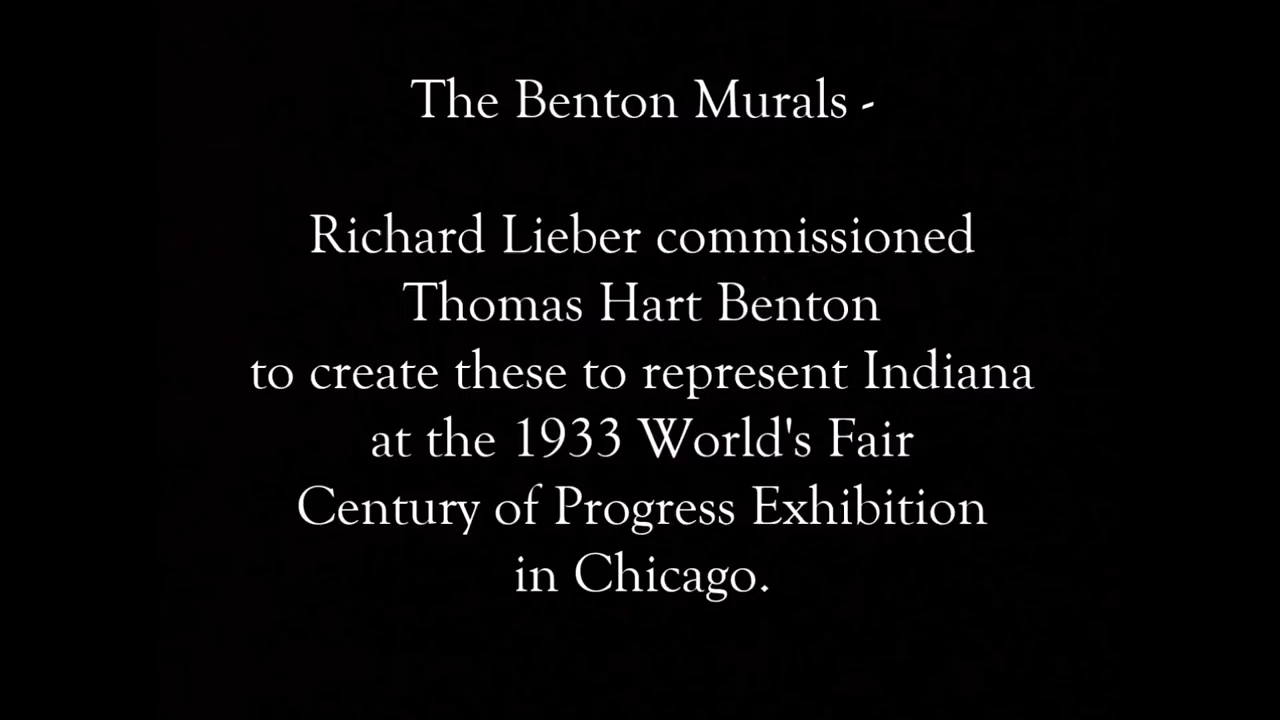 The Benton Murals -
Richard Lieber commissioned
Thomas Hart Benton
to create these to represent Indiana
at the 1933 World's Fair
Century of Progress Exhibition
in Chicago.